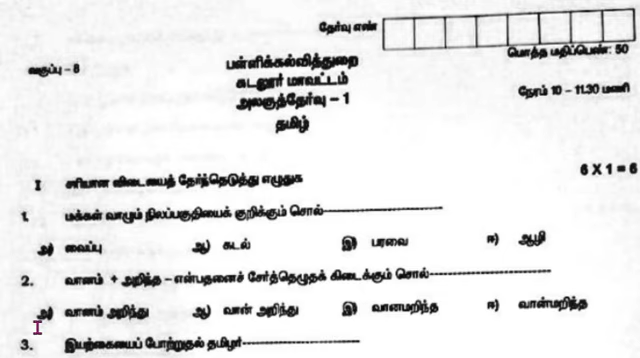 தேர்வு எண்
மொத்த மதிப்பெண்: 50
வகுப்பு – 8
பள்ளிக்கல்வித்துறை
கடலூர் மாவட்டம்
அலகுத்தேர்வு – 1
நேரம் 10 – 11.30 மணி
தமிழ்
I சரியான விடையைத் தேர்ந்தெடுத்து எழுதுக 6 X 1 = 6
1. மக்கள் வாழும் நிலப்பகுதியைக் குறிக்கும் சொல்--------------------
அ) வைப்பு ஆ) கடல் இ) பரவை ஈ) ஆழி
2. வானம் + அறிந்த – என்பதனைச் சேர்த்தெழுதக் கிடைக்கும் சொல்--------------------
அ) வானம் அறிந்து ஆ) வான் அறிந்து இ) வானமறிந்த ஈ) வான்மறிந்த
3. இயற்கையைப் போற்றுதல் தமிழர்--------------------